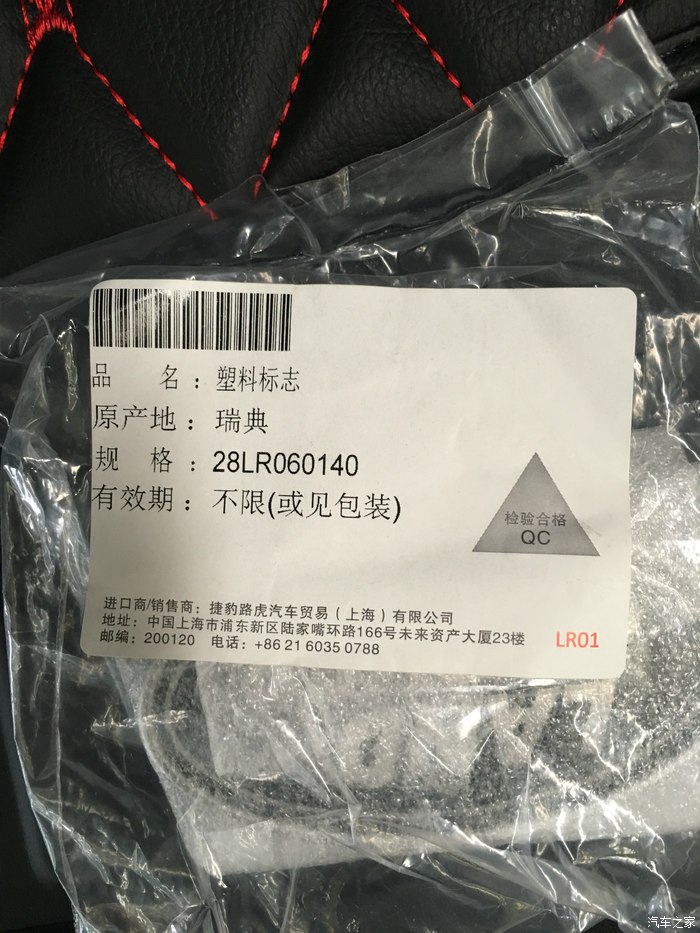 品 名：塑料标志
原产地：瑞典
规 格：28LR060140
有效期：不限(或见包装)
检验合格
QC
进口商/销售商：捷豹路虎汽车贸易（上海）有限公司
地址：中国上海市浦东新区陆家嘴环路166号未来资产大厦23楼
邮编：200120 电话：+86 21 6035 0788
LR01
汽车之家